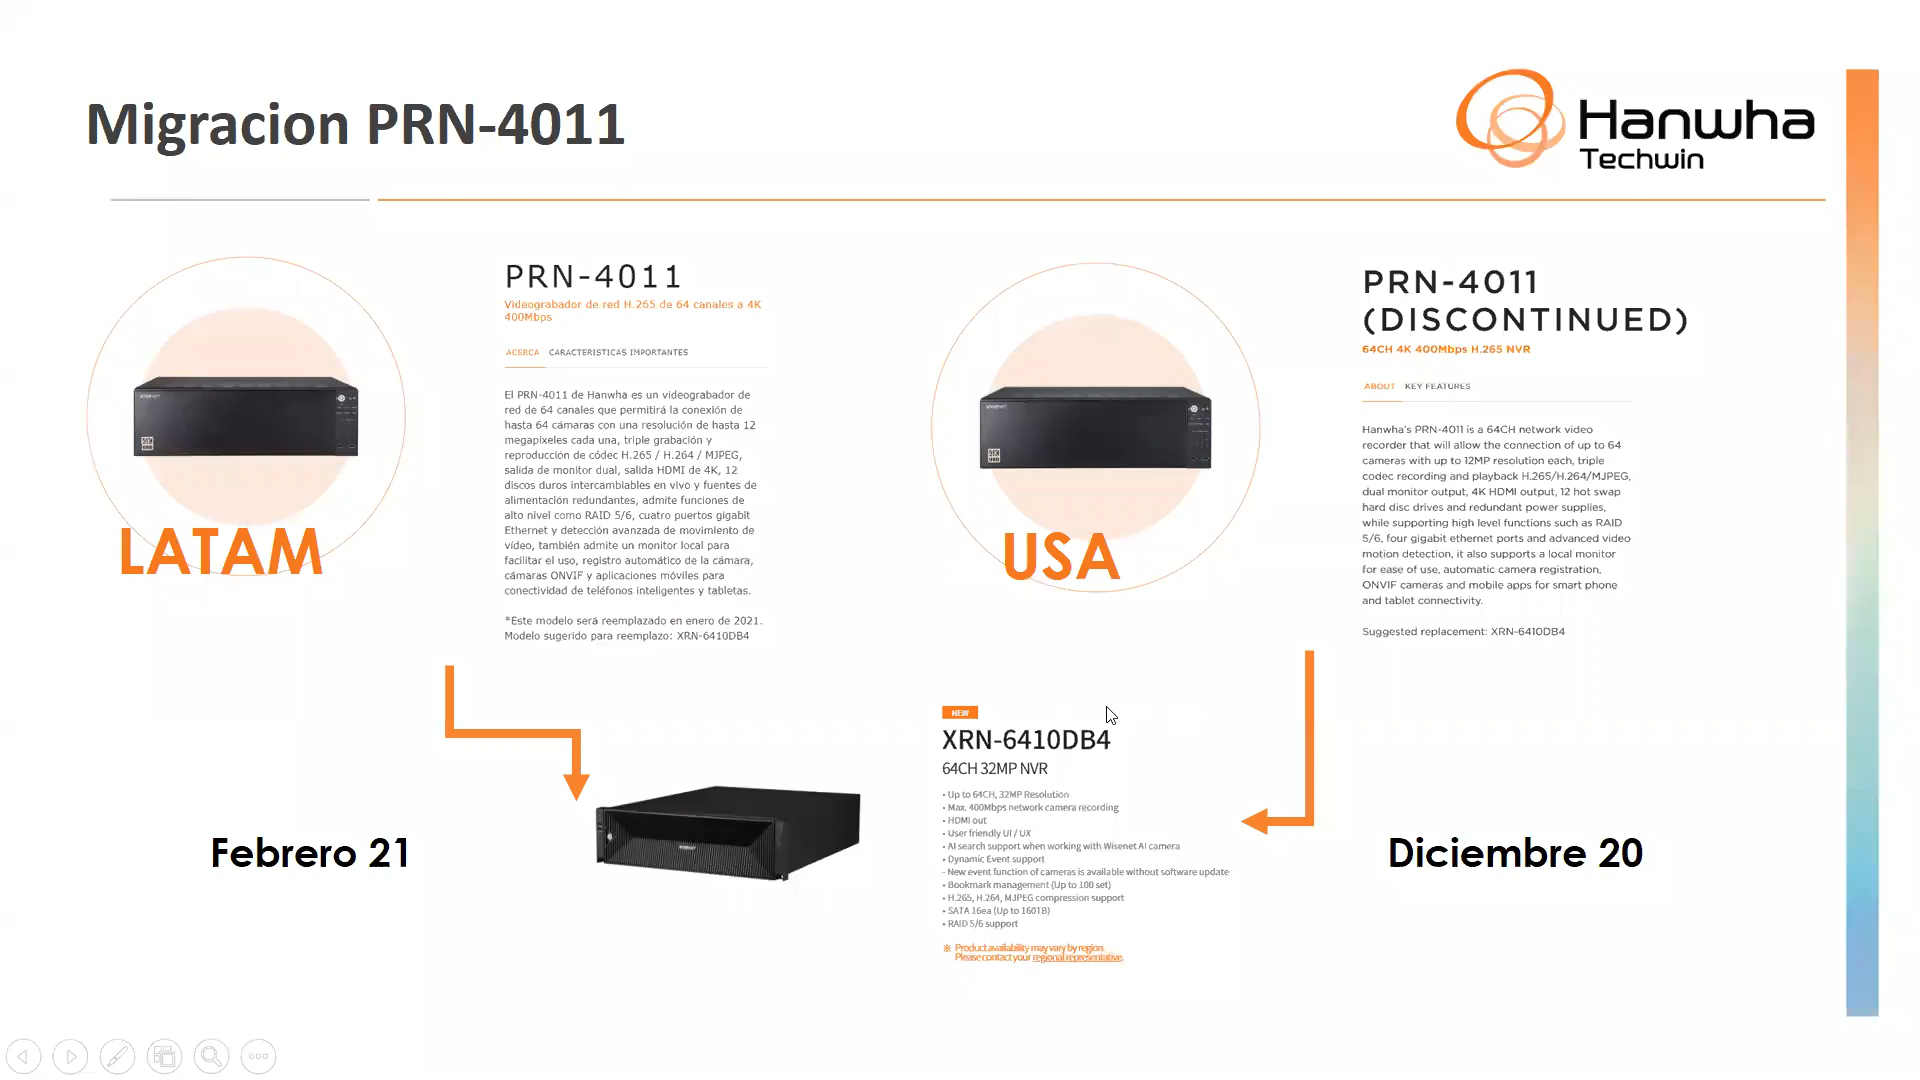 Migracion PRN-4011
Hanwha
Techwin
PRN-4011
Videograbador de red H.265 de 64 canales a 4K
400Mbps
ACERCA CARACTERISTICAS IMPORTANTES
El PRN-4011 de Hanwha es un videograbador de
red de 64 canales que permitirá la conexión de
hasta 64 cámaras con una resolución de hasta 12
megapíxeles cada una, triple grabación y
reproducción de códec H.265 / H.264 / MJPEG,
salida de monitor dual, salida HDMI de 4K, 12
discos duros intercambiables en vivo y fuentes de
alimentación redundantes, admite funciones de
alto nivel como RAID 5/6, cuatro puertos gigabit
Ethernet y detección avanzada de movimiento de
vídeo, también admite un monitor local para
facilitar el uso, registro automático de la cámara,
cámaras ONVIF y aplicaciones móviles para
conectividad de teléfonos inteligentes y tabletas.
*Este modelo será reemplazado en enero de 2021.
Modelo sugerido para reemplazo: XRN-6410DB4
LATAM
PRN-4011
(DISCONTINUED)
64CH 4K 400Mbps H.265 NVR
ABOUT KEY FEATURES
Hanwha's PRN-4011 is a 64CH network video
recorder that will allow the connection of up to 64
cameras with up to 12MP resolution each, triple
codec recording and playback H.265/H.264/MJPEG,
dual monitor output, 4K HDMI output, 12 hot swap
hard disc drives and redundant power supplies,
while supporting high level functions such as RAID
5/6, four gigabit ethernet ports and advanced video
motion detection, it also supports a local monitor
for ease of use, automatic camera registration,
ONVIF cameras and mobile apps for smart phone
and tablet connectivity.
Suggested replacement: XRN-6410DB4
USA
NEW
XRN-6410DB4
64CH 32MP NVR
• Up to 64CH, 32MP Resolution
• Max. 400Mbps network camera recording
• HDMI out
• User friendly UI / UX
• AI search support when working with Wisenet AI camera
• Dynamic Event support
- New event function of cameras is available without software update
• Bookmark management (Up to 100 set)
• H.265, H.264, MJPEG compression support
• SATA 16ea (Up to 160TB)
• RAID 5/6 support
※ Product availability may vary by region.
Please contact your regional representative.
Febrero 21
Diciembre 20